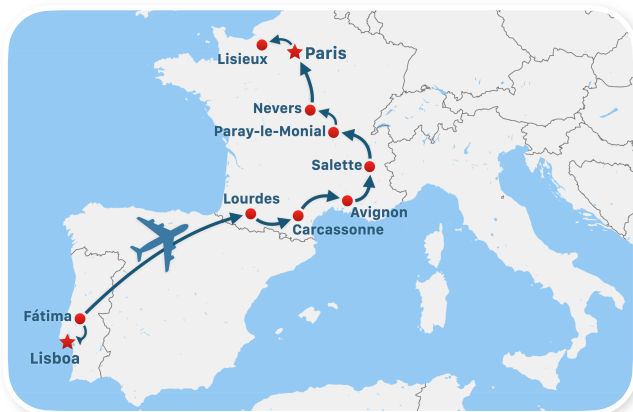 Paris
Lisieux
Nevers
Paray-le-Monial
Salette
Lourdes
Avignon
Carcassonne
Fátima
Lisboa